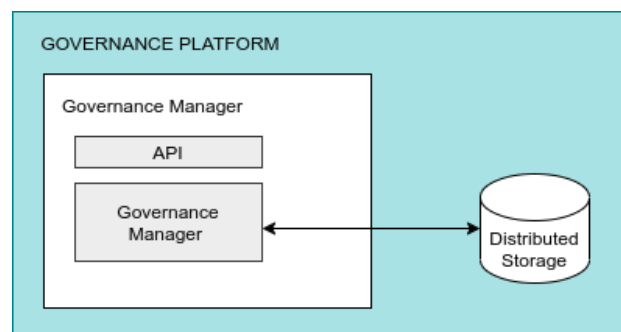 GOVERNANCE PLATFORM
Governance Manager
API
Governance
Manager
Distributed
Storage